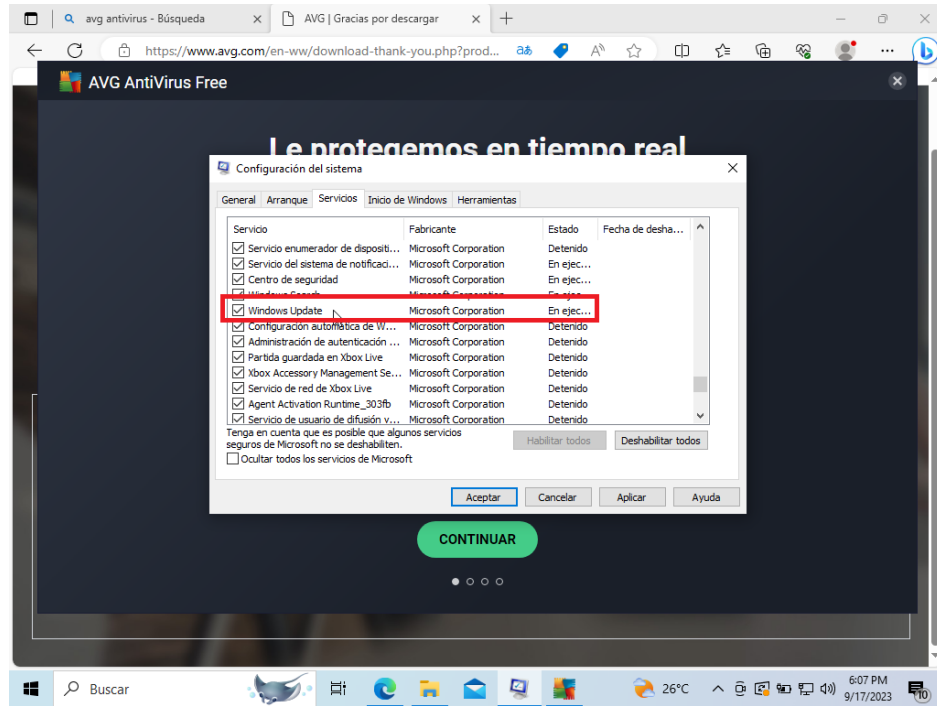 avg antivirus - Búsqueda
AVG | Gracias por descargar
https://www.avg.com/en-ww/download-thank-you.php?prod...
AVG AntiVirus Free
Le protegemos en tiempo real
Configuración del sistema
General Arranque Servicios Inicio de Windows Herramientas
Servicio Fabricante Estado Fecha de desha...
Servicio enumerador de dispositi... Microsoft Corporation Detenido
Servicio del sistema de notificaci... Microsoft Corporation En ejec...
Centro de seguridad Microsoft Corporation En ejec...
Windows Search Microsoft Corporation En ejec...
Windows Update Microsoft Corporation En ejec...
Configuración automática de W... Microsoft Corporation Detenido
Administración de autenticación ... Microsoft Corporation Detenido
Partida guardada en Xbox Live Microsoft Corporation Detenido
Xbox Accessory Management Se... Microsoft Corporation Detenido
Servicio de red de Xbox Live Microsoft Corporation Detenido
Agent Activation Runtime_303fb Microsoft Corporation Detenido
Servicio de usuario de difusión v... Microsoft Corporation Detenido
Tenga en cuenta que es posible que algunos servicios
seguros de Microsoft no se deshabiliten.
Habilitar todos Deshabilitar todos
Ocultar todos los servicios de Microsoft
Aceptar Cancelar Aplicar Ayuda
CONTINUAR
Buscar
26°C
6:07 PM
9/17/2023
10